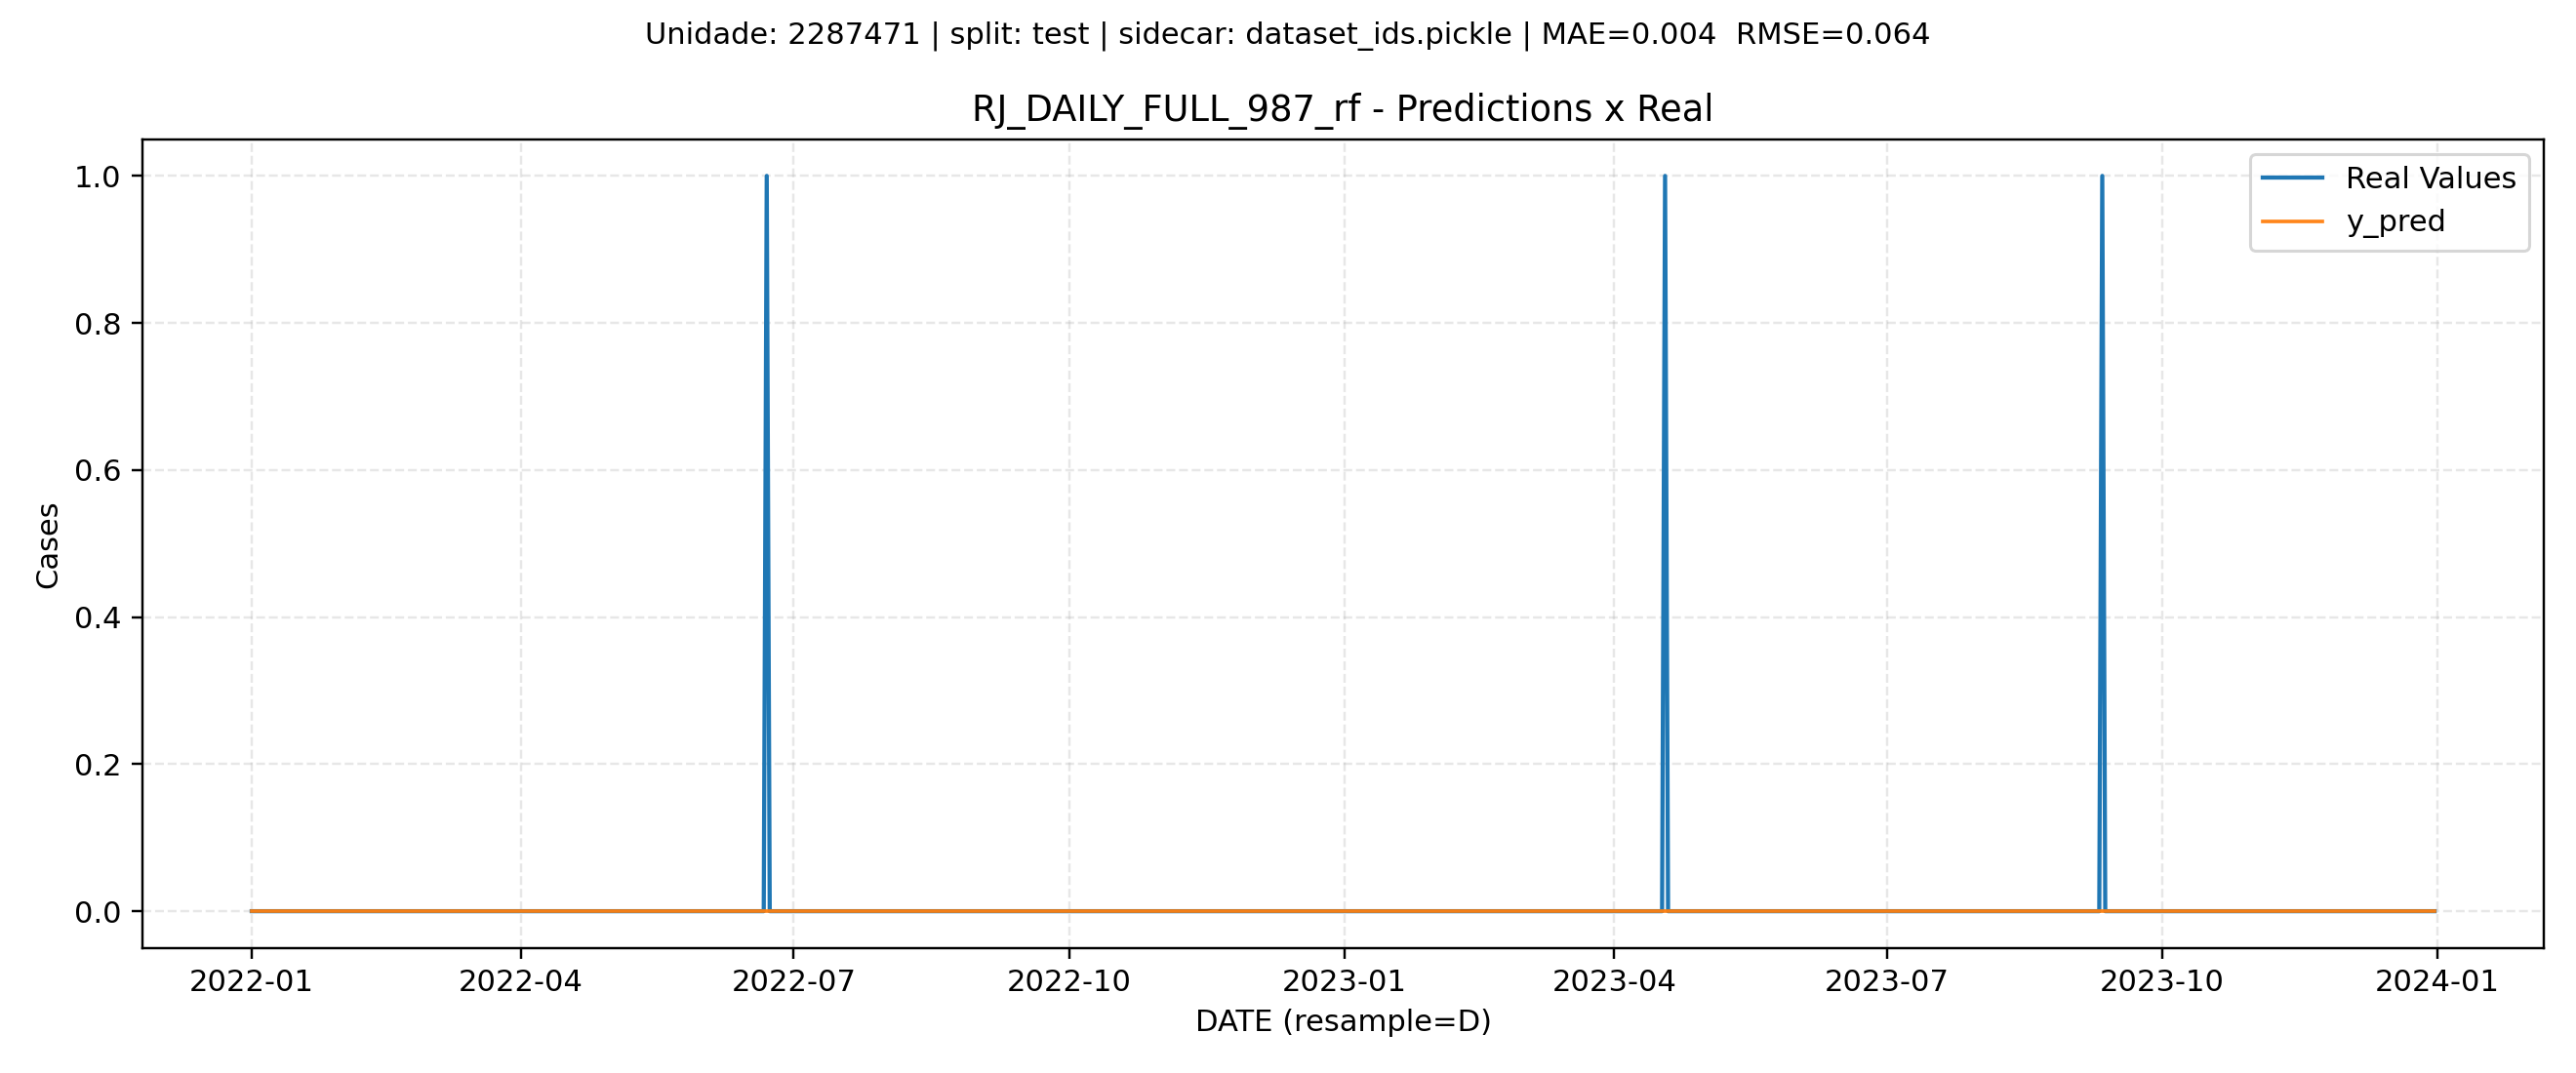 Unidade: 2287471 | split: test | sidecar: dataset_ids.pickle | MAE=0.004  RMSE=0.064
RJ_DAILY_FULL_987_rf - Predictions x Real
Real Values
y_pred
1.0
0.8
0.6
0.4
0.2
0.0
Cases
2022-01 2022-04 2022-07 2022-10 2023-01 2023-04 2023-07 2023-10 2024-01
DATE (resample=D)